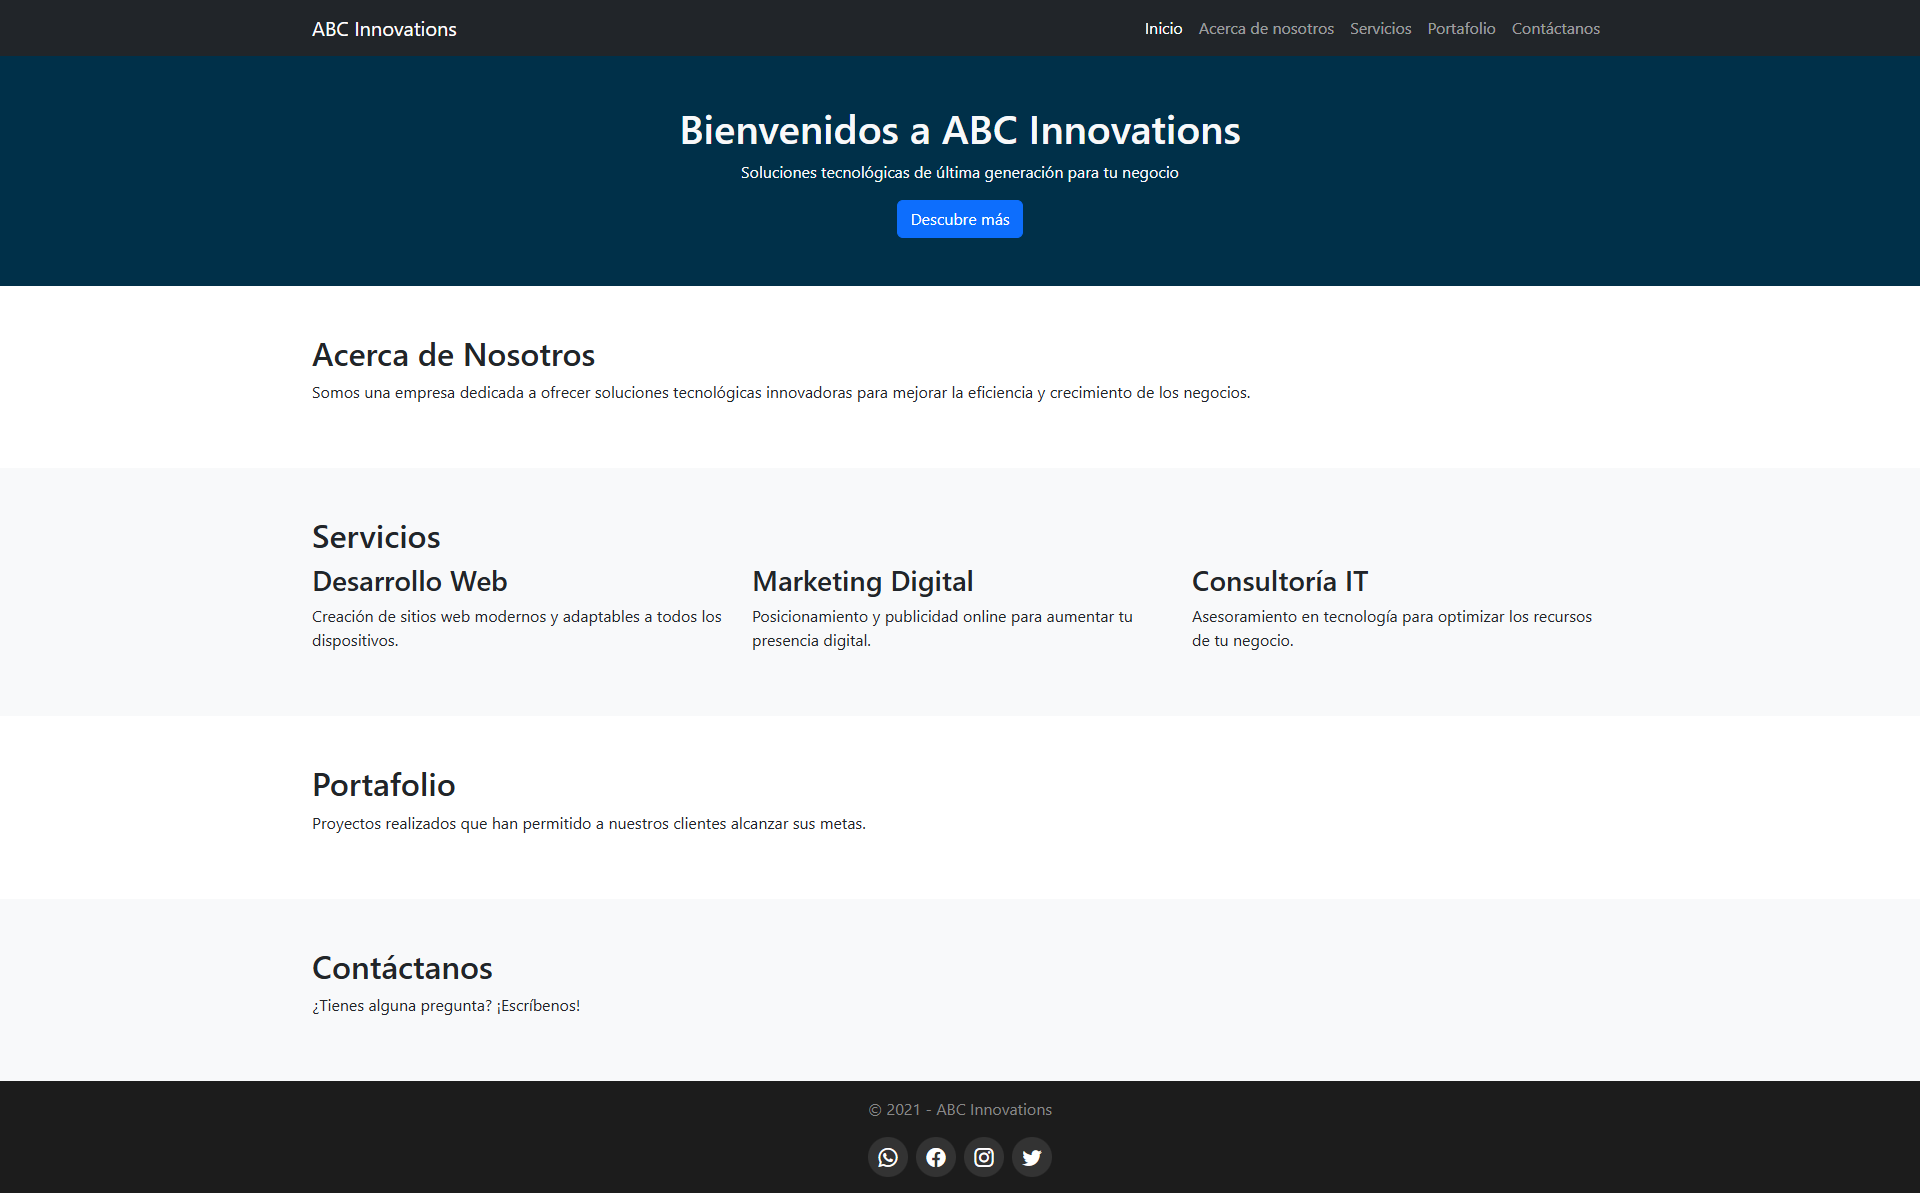 ABC Innovations
Inicio Acerca de nosotros Servicios Portafolio Contáctanos
Bienvenidos a ABC Innovations
Soluciones tecnológicas de última generación para tu negocio
Descubre más
Acerca de Nosotros
Somos una empresa dedicada a ofrecer soluciones tecnológicas innovadoras para mejorar la eficiencia y crecimiento de los negocios.
Servicios
Desarrollo Web
Creación de sitios web modernos y adaptables a todos los
dispositivos.
Marketing Digital
Posicionamiento y publicidad online para aumentar tu
presencia digital.
Consultoría IT
Asesoramiento en tecnología para optimizar los recursos
de tu negocio.
Portafolio
Proyectos realizados que han permitido a nuestros clientes alcanzar sus metas.
Contáctanos
¿Tienes alguna pregunta? ¡Escríbenos!
© 2021 - ABC Innovations